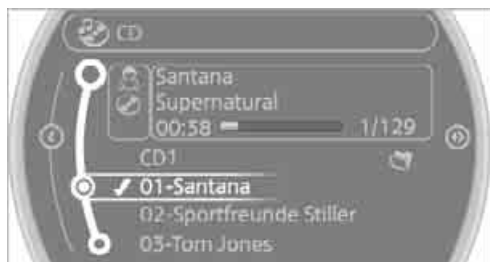 CD
Santana
Supernatural
00:58 1/129
CD1
01-Santana
02-Sportfreunde Stiller
03-Tom Jones